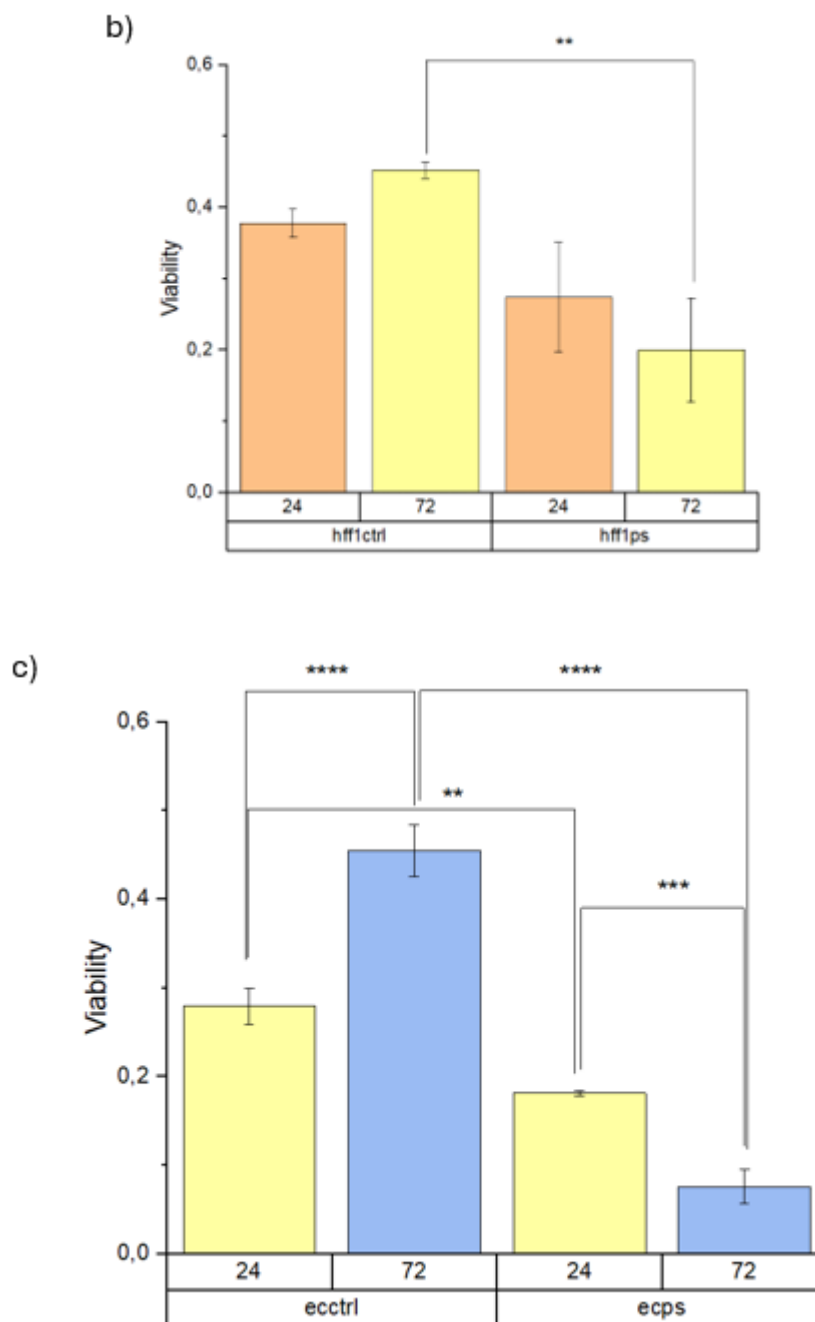 b)
**
0,6
0,4
0,2
0,0
Viability
24 72 24 72
hff1ctrl hff1ps
c)
**** ****
0,6
**
0,4
***
0,2
0,0
Viability
24 72 24 72
ecctrl ecps